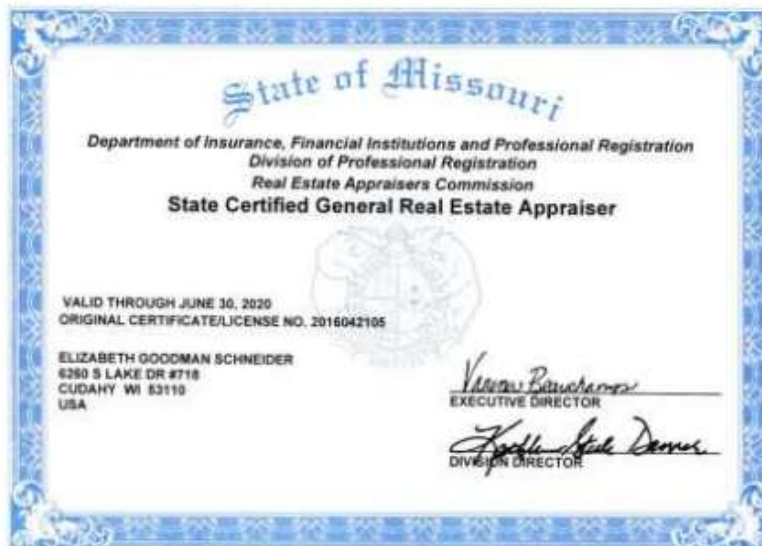 State of Missouri
Department of Insurance, Financial Institutions and Professional Registration
Division of Professional Registration
Real Estate Appraisers Commission
State Certified General Real Estate Appraiser
VALID THROUGH JUNE 30, 2020
ORIGINAL CERTIFICATE/LICENSE NO. 2016042105
ELIZABETH GOODMAN SCHNEIDER
6260 S LAKE DR #718
CUDAHY WI 53110
USA
EXECUTIVE DIRECTOR
DIVISION DIRECTOR